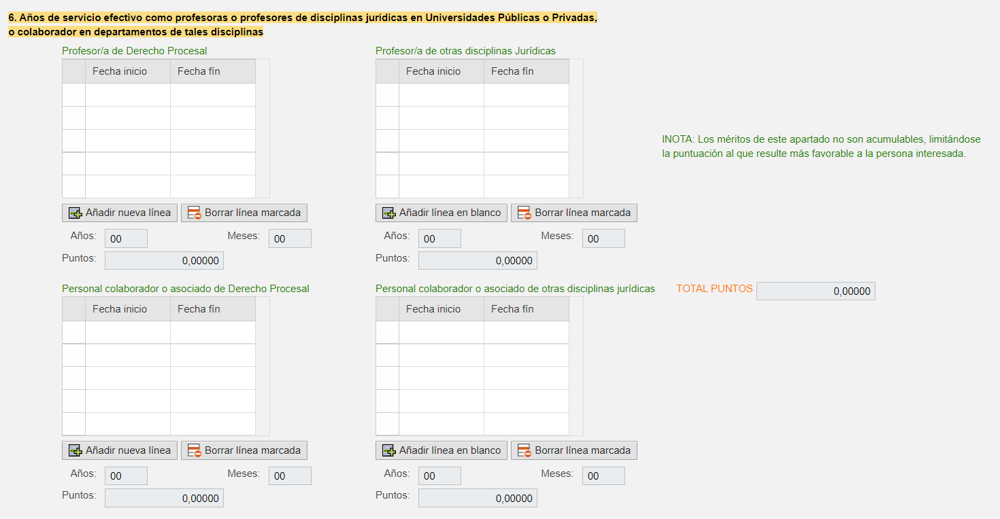 6. Años de servicio efectivo como profesoras o profesores de disciplinas jurídicas en Universidades Públicas o Privadas,
o colaborador en departamentos de tales disciplinas
Profesor/a de Derecho Procesal
Fecha inicio Fecha fín
Añadir nueva línea Borrar línea marcada
Años: 00 Meses: 00
Puntos: 0,00000
Profesor/a de otras disciplinas Jurídicas
Fecha inicio Fecha fín
Añadir línea en blanco Borrar línea marcada
Años: 00 Meses: 00
Puntos: 0,00000
INOTA: Los méritos de este apartado no son acumulables, limitándose
la puntuación al que resulte más favorable a la persona interesada.
Personal colaborador o asociado de Derecho Procesal
Fecha inicio Fecha fín
Añadir nueva línea Borrar línea marcada
Años: 00 Meses: 00
Puntos: 0,00000
Personal colaborador o asociado de otras disciplinas jurídicas
Fecha inicio Fecha fín
Añadir línea en blanco Borrar línea marcada
Años: 00 Meses: 00
Puntos: 0,00000
TOTAL PUNTOS 0,00000